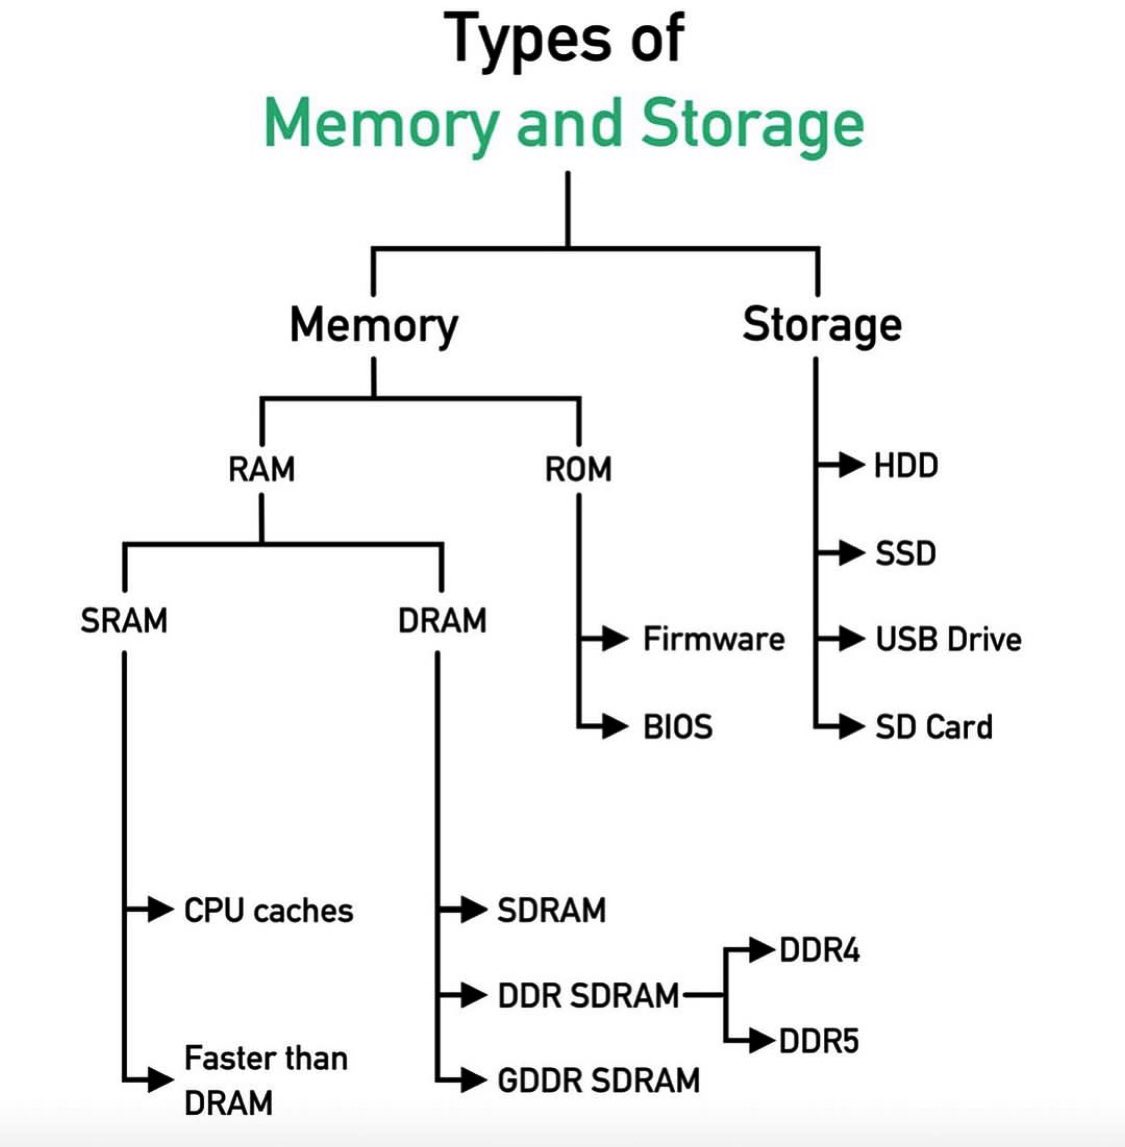 Types of
Memory and Storage
Memory
Storage
RAM
ROM
HDD
SSD
SRAM
DRAM
Firmware
USB Drive
BIOS
SD Card
CPU caches
SDRAM
DDR4
DDR SDRAM
DDR5
Faster than
DRAM
GDDR SDRAM